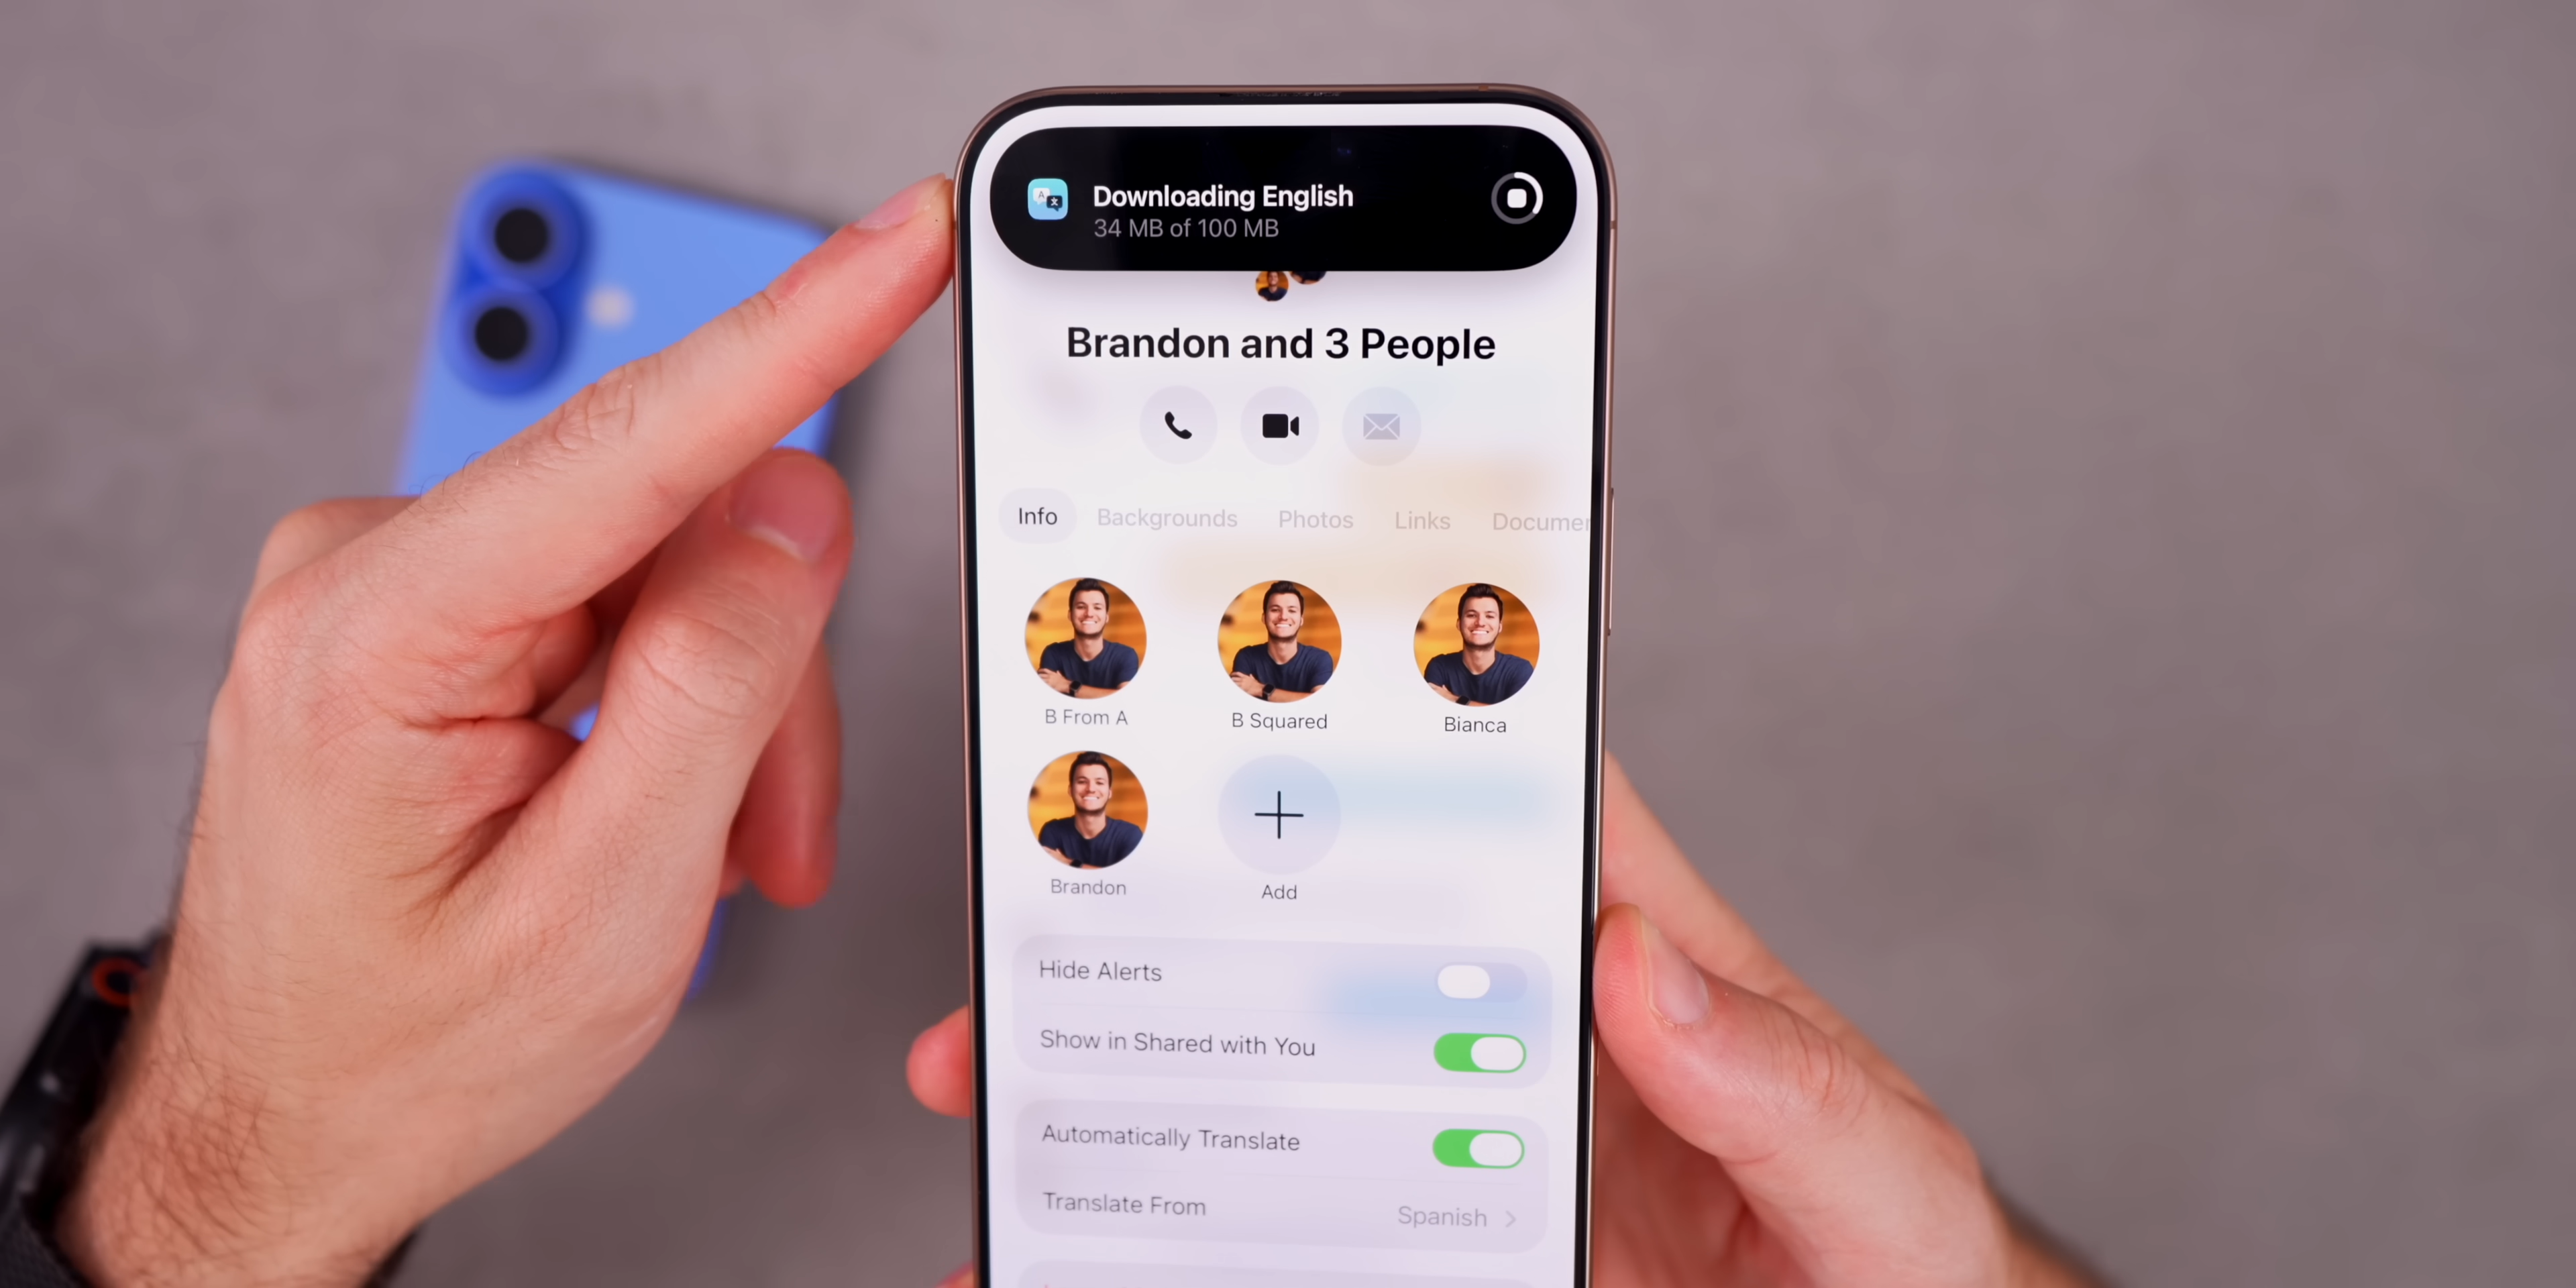 Downloading English
34 MB of 100 MB
Brandon and 3 People
Info Backgrounds Photos Links Documen
B From A B Squared Bianca
Brandon Add
Hide Alerts
Show in Shared with You
Automatically Translate
Translate From Spanish